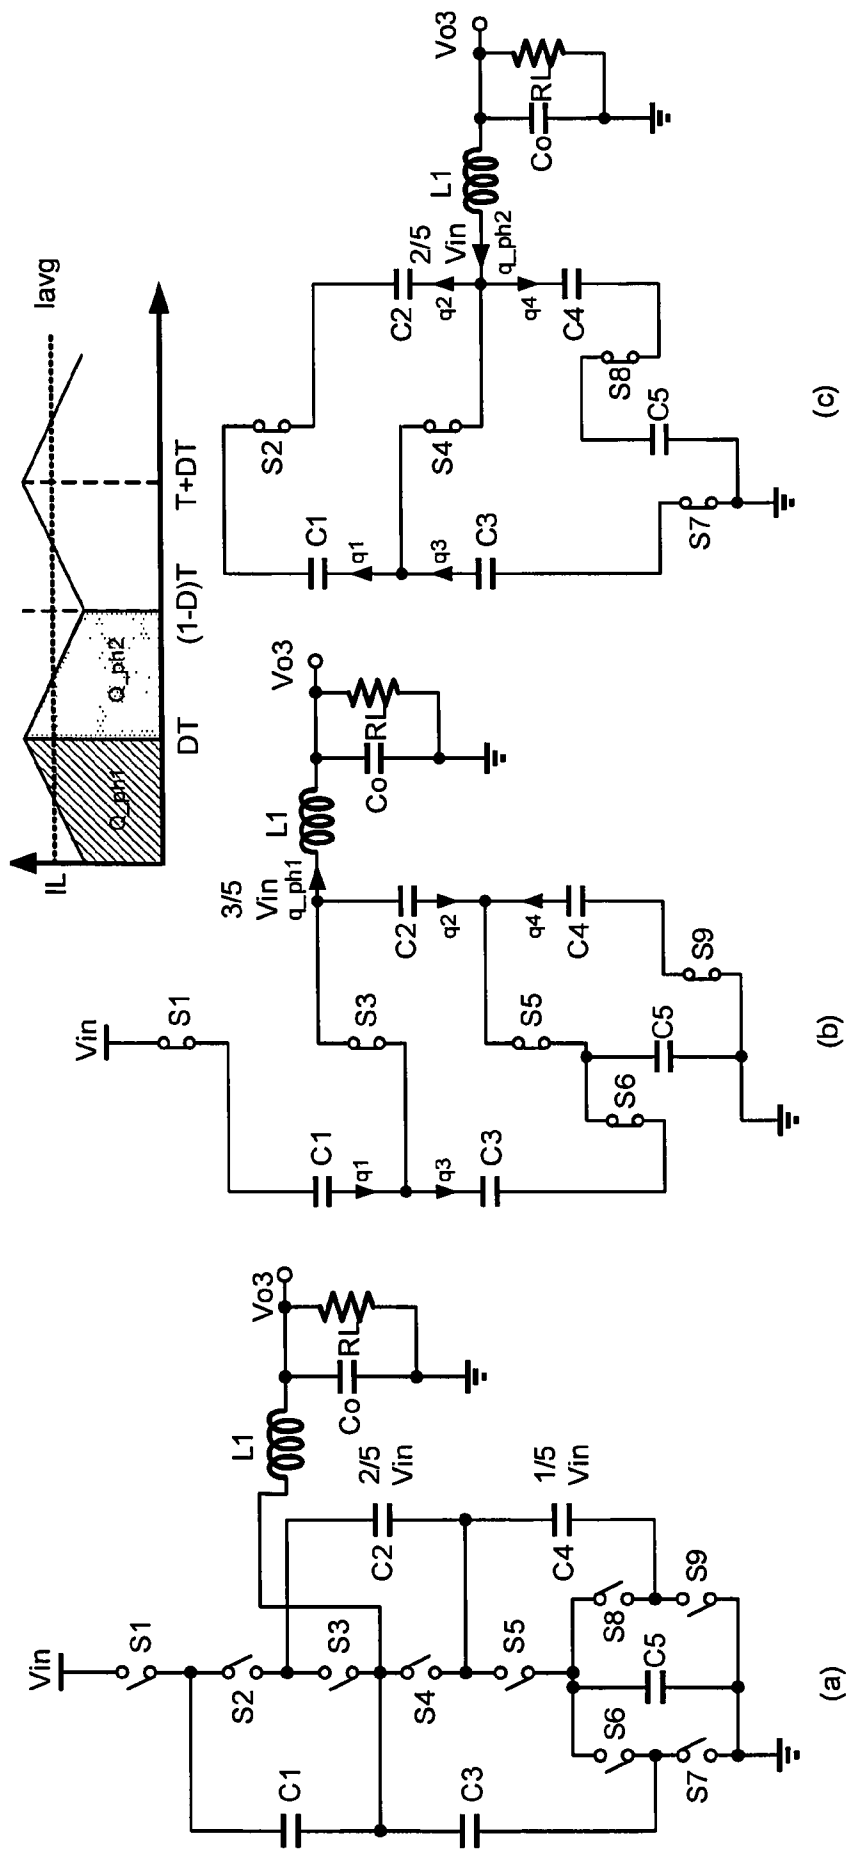 Vin
S1
S2
S3
S4
S5
S6
S7
S8
S9
C1
C3
C5
C2
2/5
Vin
C4
1/5
Vin
L1
Vo3
Co
RL
(a)
Vin
S1
C1
q1
S3
q3
C3
S5
S6
C5
S9
3/5
Vin
q_ph1
C2
q2
q4
C4
L1
Vo3
Co
RL
(b)
IL
Iavg
Q_ph1
Q_ph2
DT
(1-D)T
T+DT
S2
C1
q1
S4
q3
C3
S7
C5
S8
C2
2/5
Vin
q2
q_ph2
q4
C4
L1
Vo3
Co
RL
(c)